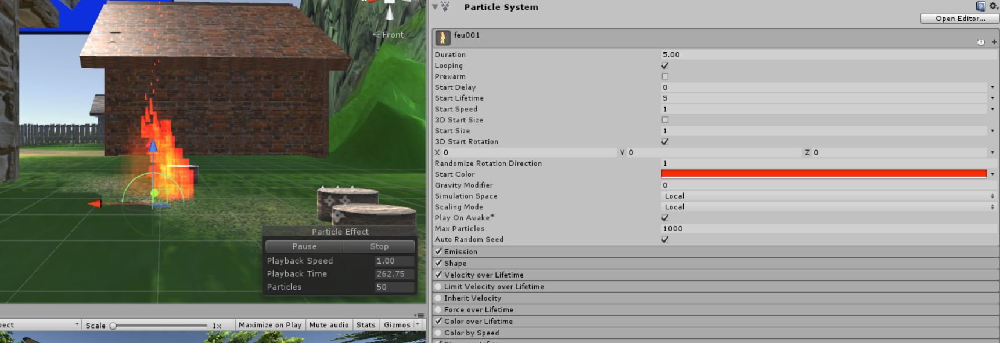 Front
Particle Effect
Pause Stop
Playback Speed 1.00
Playback Time 262.75
Particles 50
Scale 1x Maximize on Play Mute audio Stats Gizmos
Particle System
Open Editor...
feu001
Duration 5.00
Looping
Prewarm
Start Delay 0
Start Lifetime 5
Start Speed 1
3D Start Size
Start Size 1
3D Start Rotation
X 0 Y 0 Z 0
Randomize Rotation Direction 1
Start Color
Gravity Modifier 0
Simulation Space Local
Scaling Mode Local
Play On Awake*
Max Particles 1000
Auto Random Seed
Emission
Shape
Velocity over Lifetime
Limit Velocity over Lifetime
Inherit Velocity
Force over Lifetime
Color over Lifetime
Color by Speed